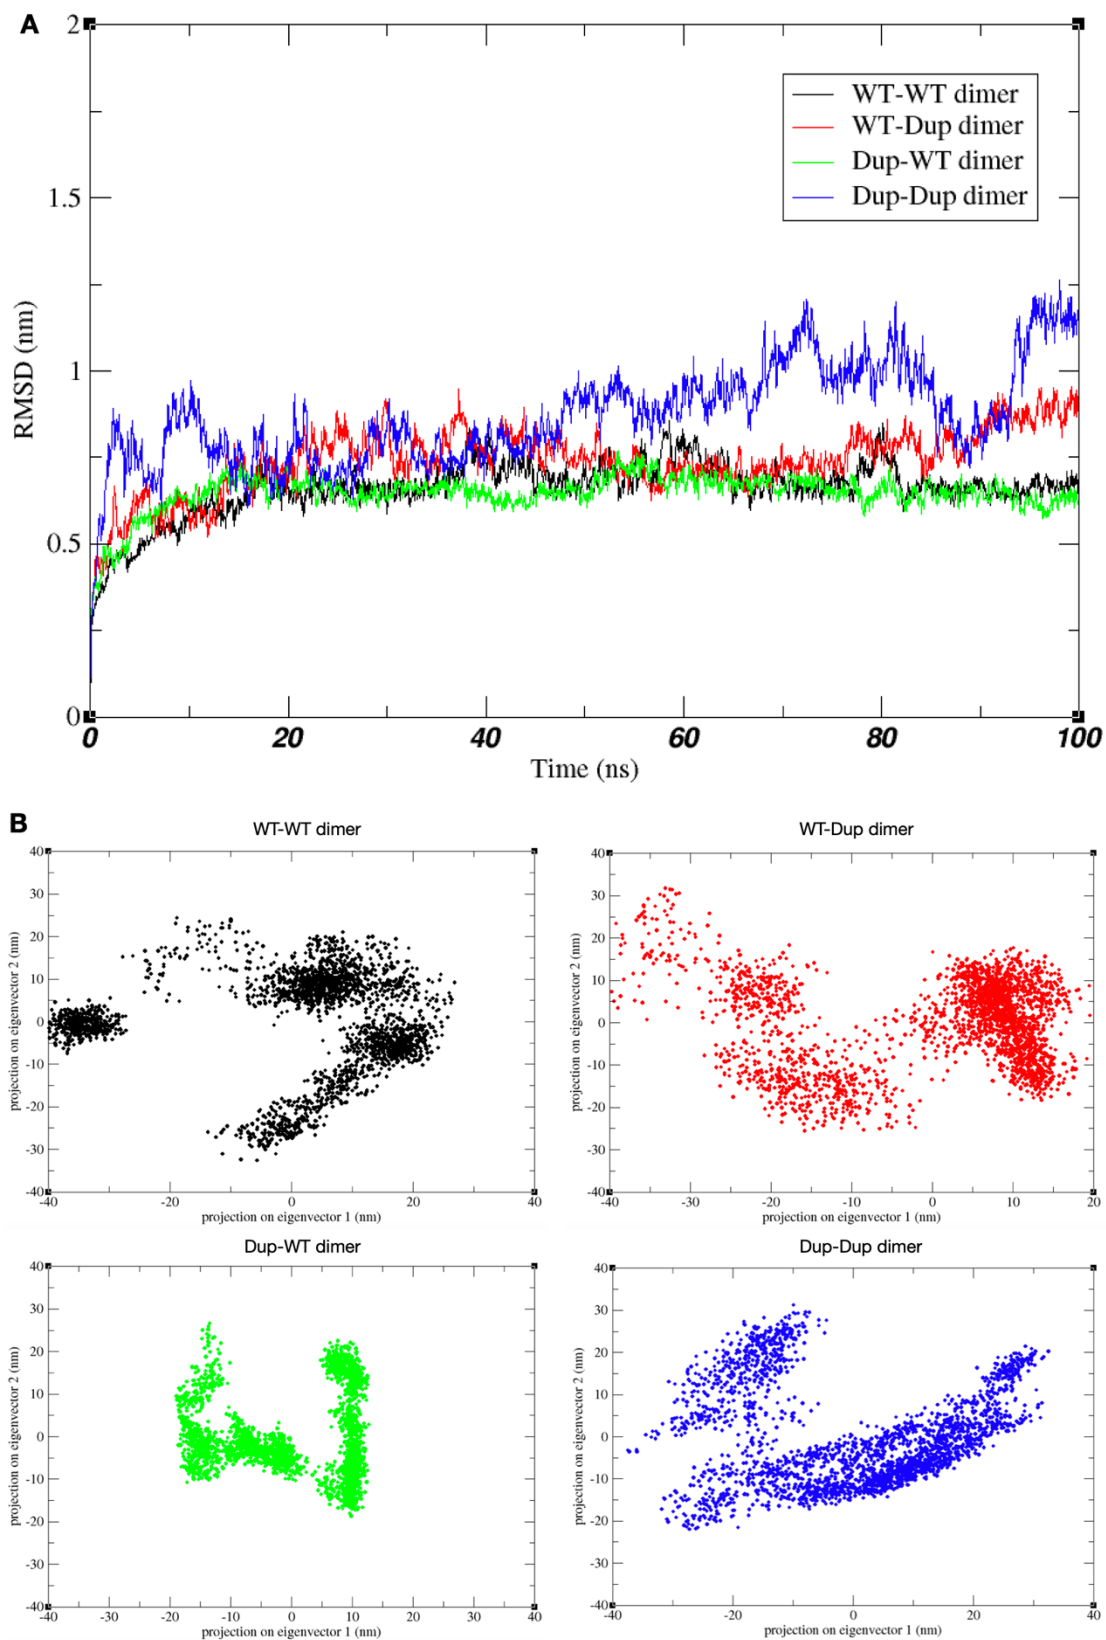 A
2
1.5
1
0.5
0
RMSD (nm)
WT-WT dimer
WT-Dup dimer
Dup-WT dimer
Dup-Dup dimer
0 20 40 60 80 100
Time (ns)
B
WT-WT dimer
40
30
20
10
0
-10
-20
-30
-40
projection on eigenvector 2 (nm)
-40 -20 0 20 40
projection on eigenvector 1 (nm)
WT-Dup dimer
40
30
20
10
0
-10
-20
-30
-40
projection on eigenvector 2 (nm)
-40 -30 -20 -10 0 10 20
projection on eigenvector 1 (nm)
Dup-WT dimer
40
30
20
10
0
-10
-20
-30
-40
projection on eigenvector 2 (nm)
-40 -30 -20 -10 0 10 20 30 40
projection on eigenvector 1 (nm)
Dup-Dup dimer
40
30
20
10
0
-10
-20
-30
-40
projection on eigenvector 2 (nm)
-40 -20 0 20 40
projection on eigenvector 1 (nm)